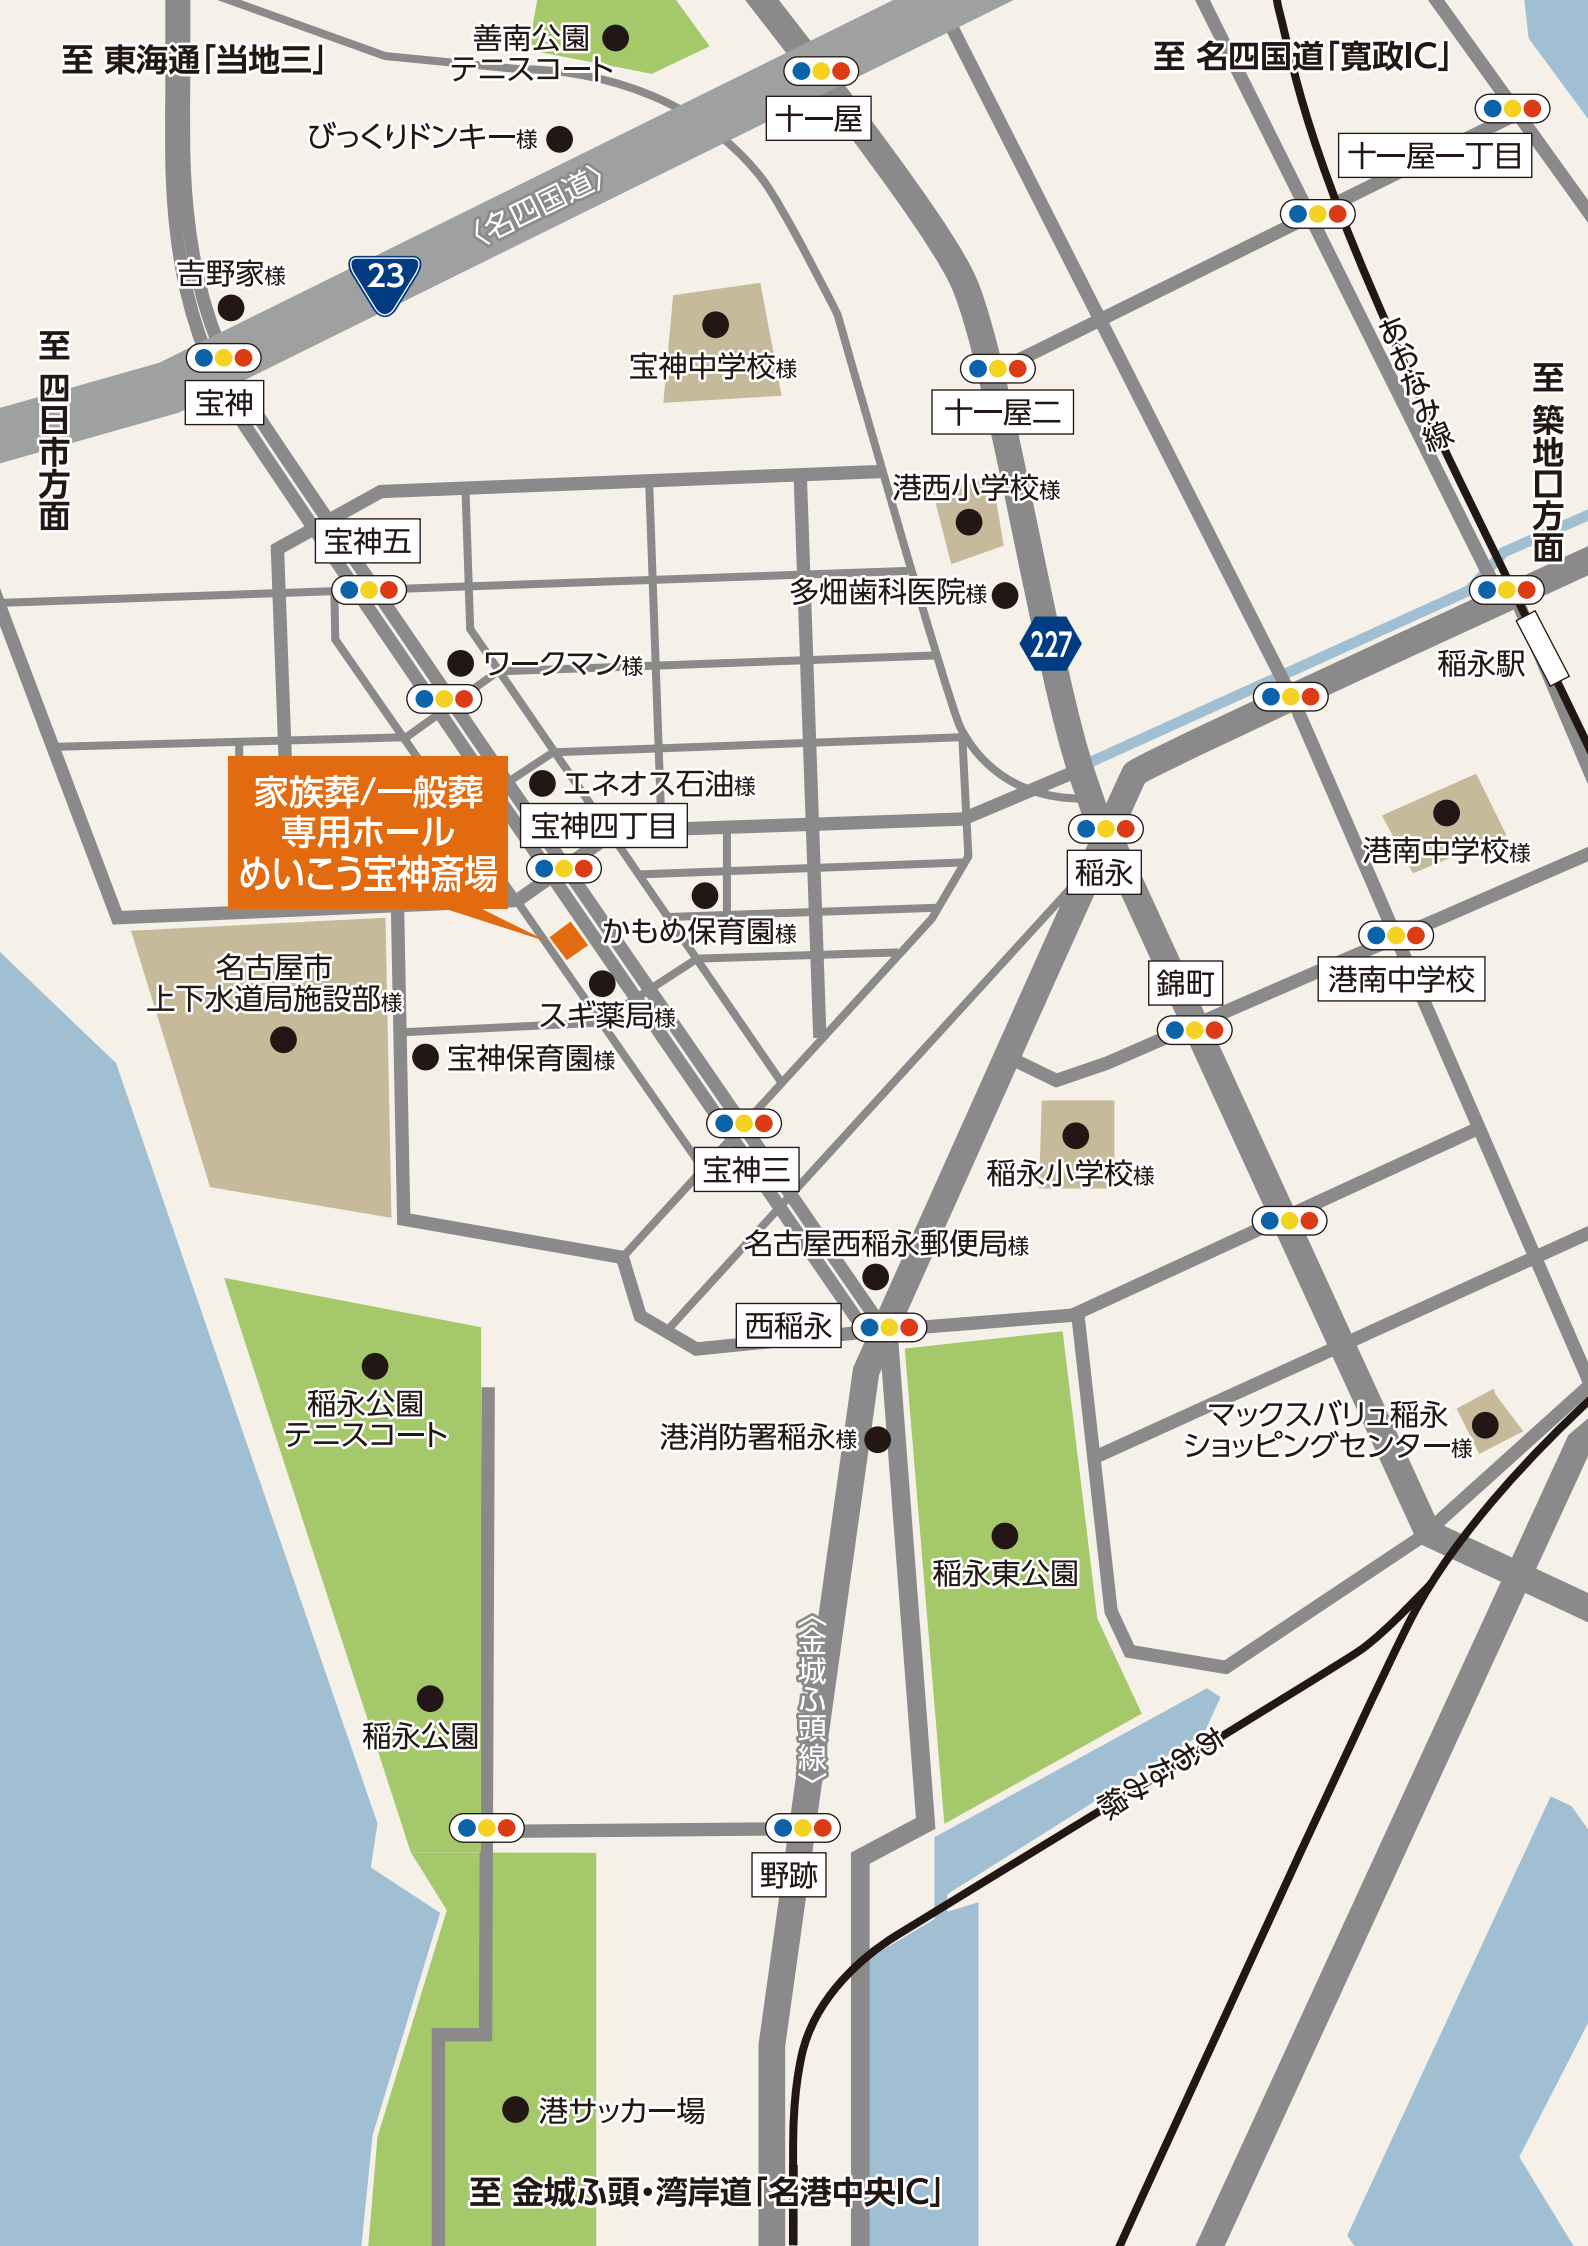 至 東海通「当地三」
善南公園
テニスコート
至 名四国道「寛政IC」
十一屋
びっくりドンキー様
十一屋一丁目
〈名四国道〉
吉野家様
23
あおなみ線
至 四日市方面
宝神中学校様
宝神
十一屋二
至 築地口方面
港西小学校様
宝神五
多畑歯科医院様
227
ワークマン様
稲永駅
家族葬/一般葬
専用ホール
めいこう宝神斎場
エネオス石油様
宝神四丁目
港南中学校様
稲永
かもめ保育園様
名古屋市
上下水道局施設部様
錦町
港南中学校
スギ薬局様
宝神保育園様
宝神三
稲永小学校様
名古屋西稲永郵便局様
西稲永
稲永公園
テニスコート
港消防署稲永様
マックスバリュ稲永
ショッピングセンター様
稲永東公園
《金城ふ頭線》
稲永公園
あおなみ線
野跡
港サッカー場
至 金城ふ頭・湾岸道「名港中央IC」